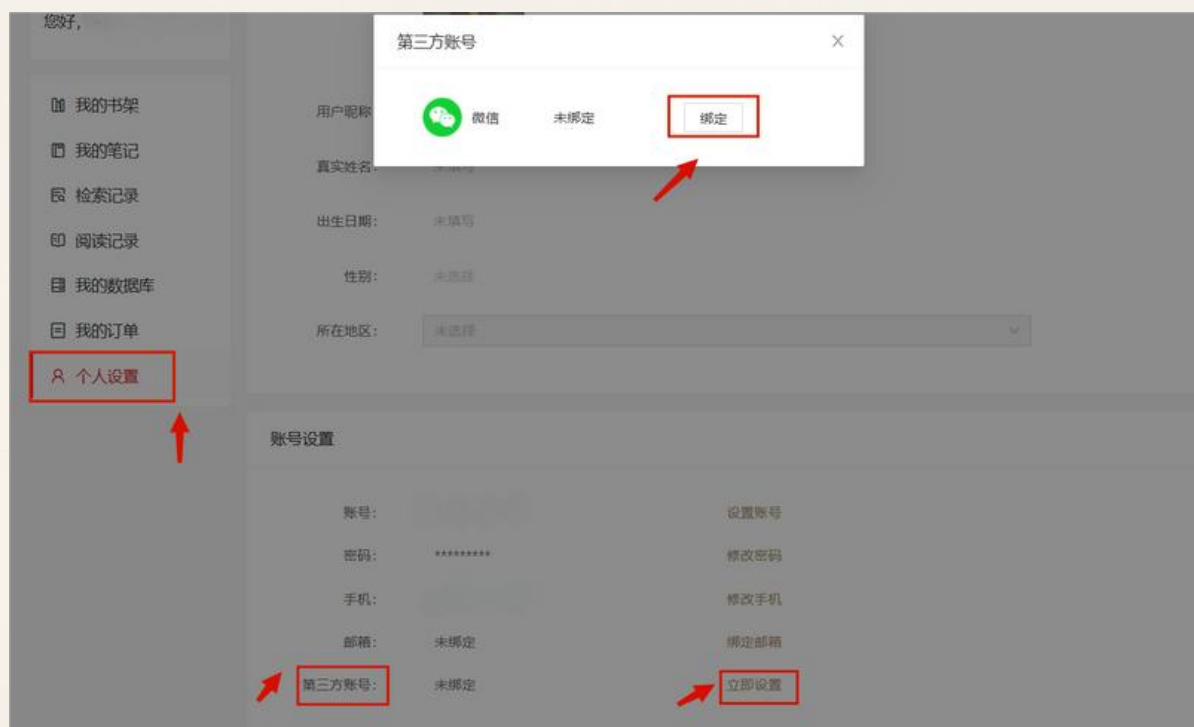 您好,
第三方账号
微信 未绑定 绑定
我的书架
我的笔记
检索记录
阅读记录
我的数据库
我的订单
个人设置
用户昵称
真实姓名:
出生日期: 未填写
性别: 未选择
所在地区: 未选择
账号设置
账号: 设置账号
密码: ********* 修改密码
手机: 修改手机
邮箱: 未绑定 绑定邮箱
第三方账号: 未绑定 立即设置